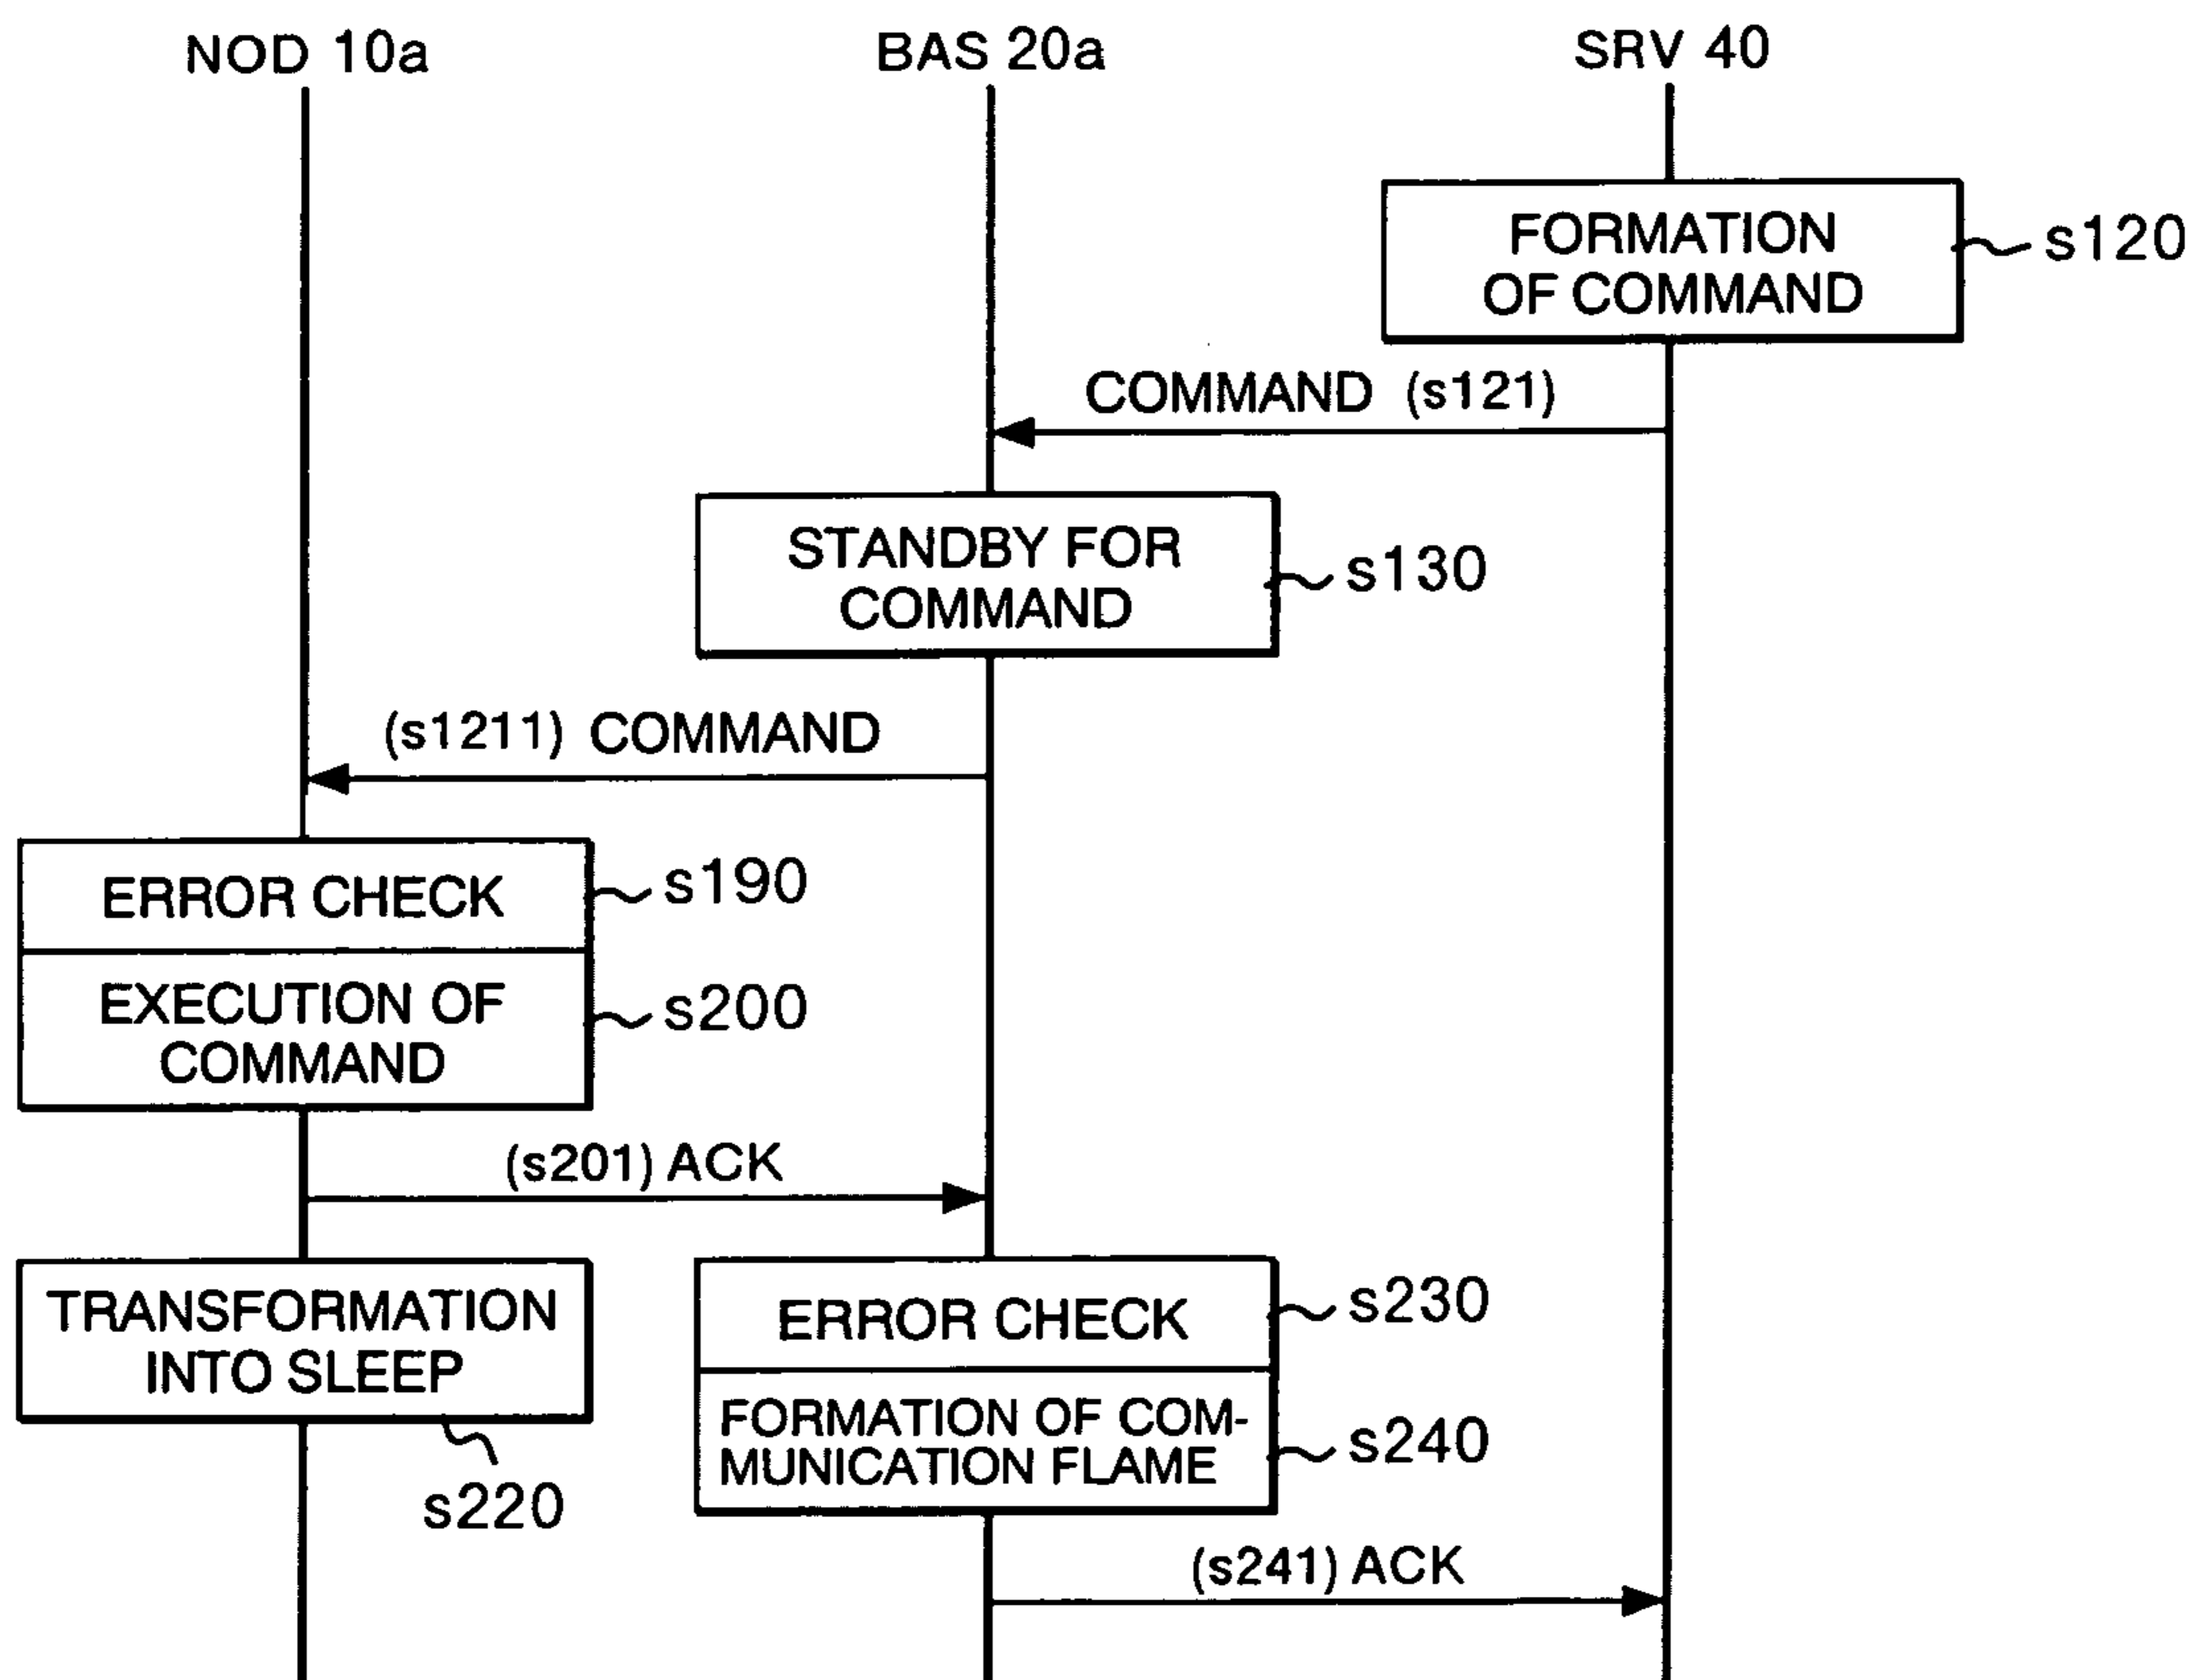 NOD 10a
BAS 20a
SRV 40
FORMATION
OF COMMAND
s120
COMMAND (s121)
STANDBY FOR
COMMAND
s130
(s1211) COMMAND
ERROR CHECK
s190
EXECUTION OF
COMMAND
s200
(s201) ACK
TRANSFORMATION
INTO SLEEP
s220
ERROR CHECK
s230
FORMATION OF COM-
MUNICATION FLAME
s240
(s241) ACK